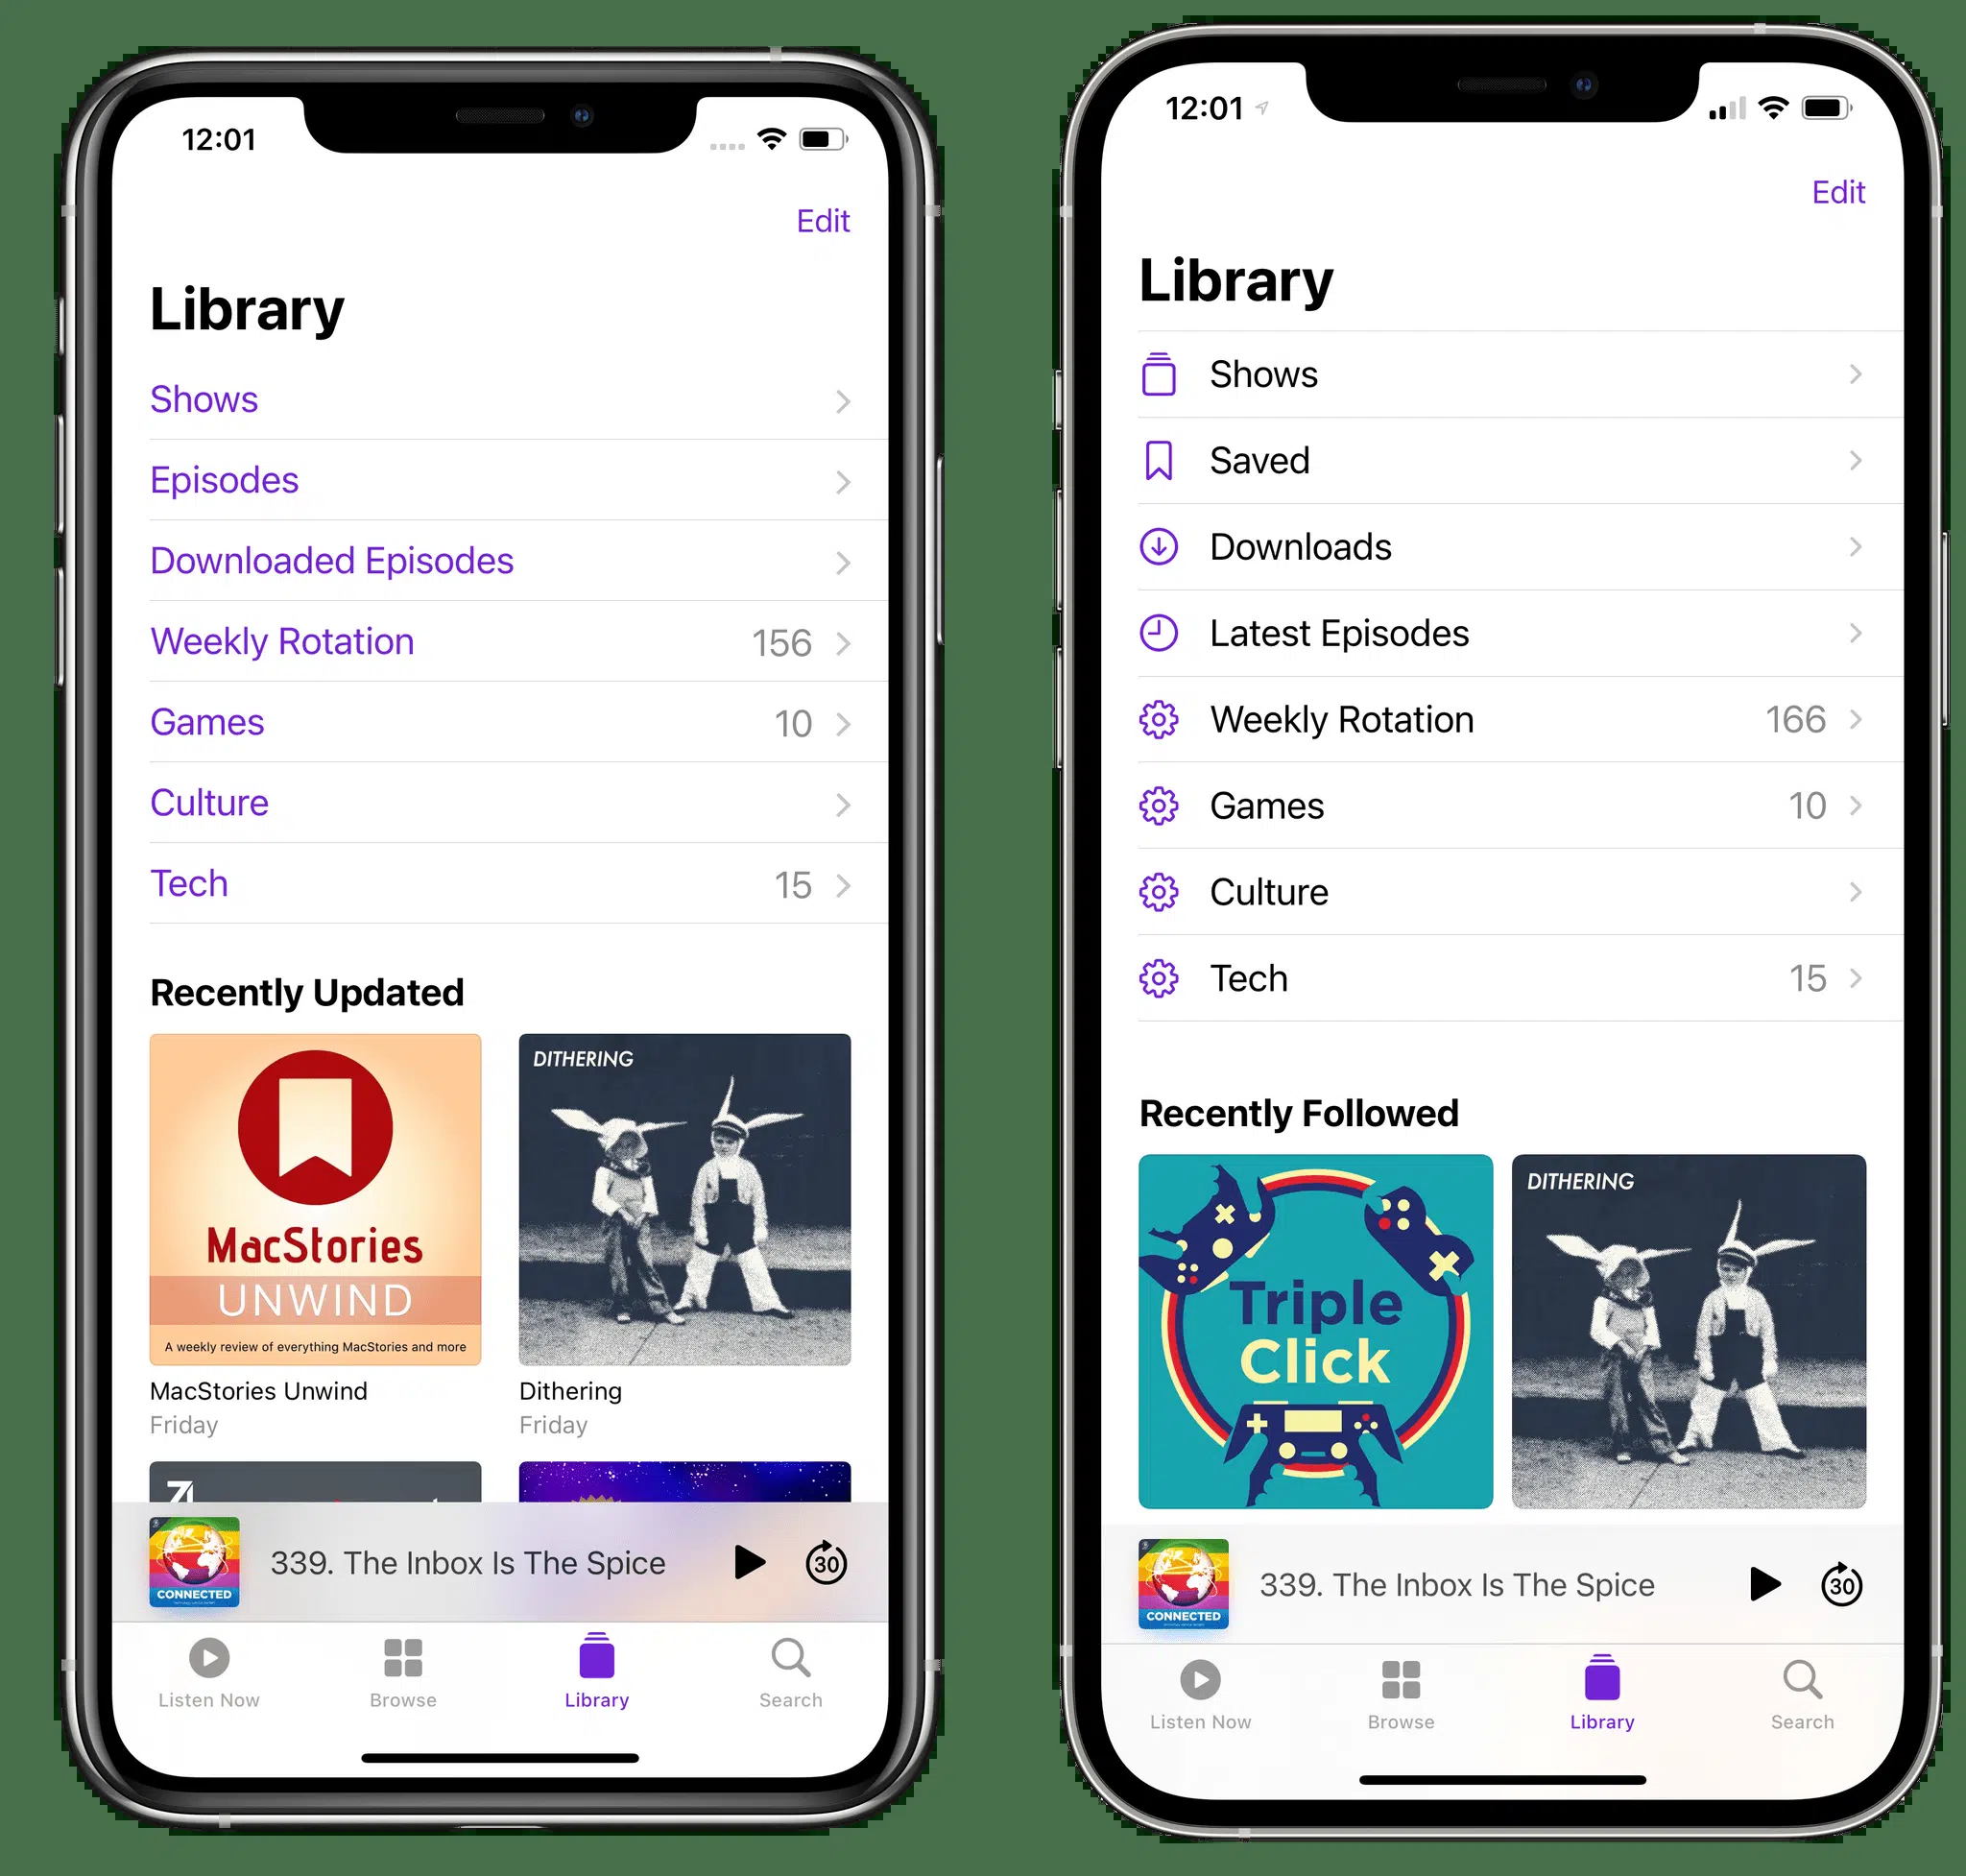 12:01
Edit
Library
Shows
Episodes
Downloaded Episodes
Weekly Rotation 156
Games 10
Culture
Tech 15
Recently Updated
MacStories
UNWIND
A weekly review of everything MacStories and more
DITHERING
MacStories Unwind
Friday
Dithering
Friday
CONNECTED
339. The Inbox Is The Spice
30
Listen Now
Browse
Library
Search
12:01
Edit
Library
Shows
Saved
Downloads
Latest Episodes
Weekly Rotation 166
Games 10
Culture
Tech 15
Recently Followed
Triple
Click
DITHERING
CONNECTED
339. The Inbox Is The Spice
30
Listen Now
Browse
Library
Search